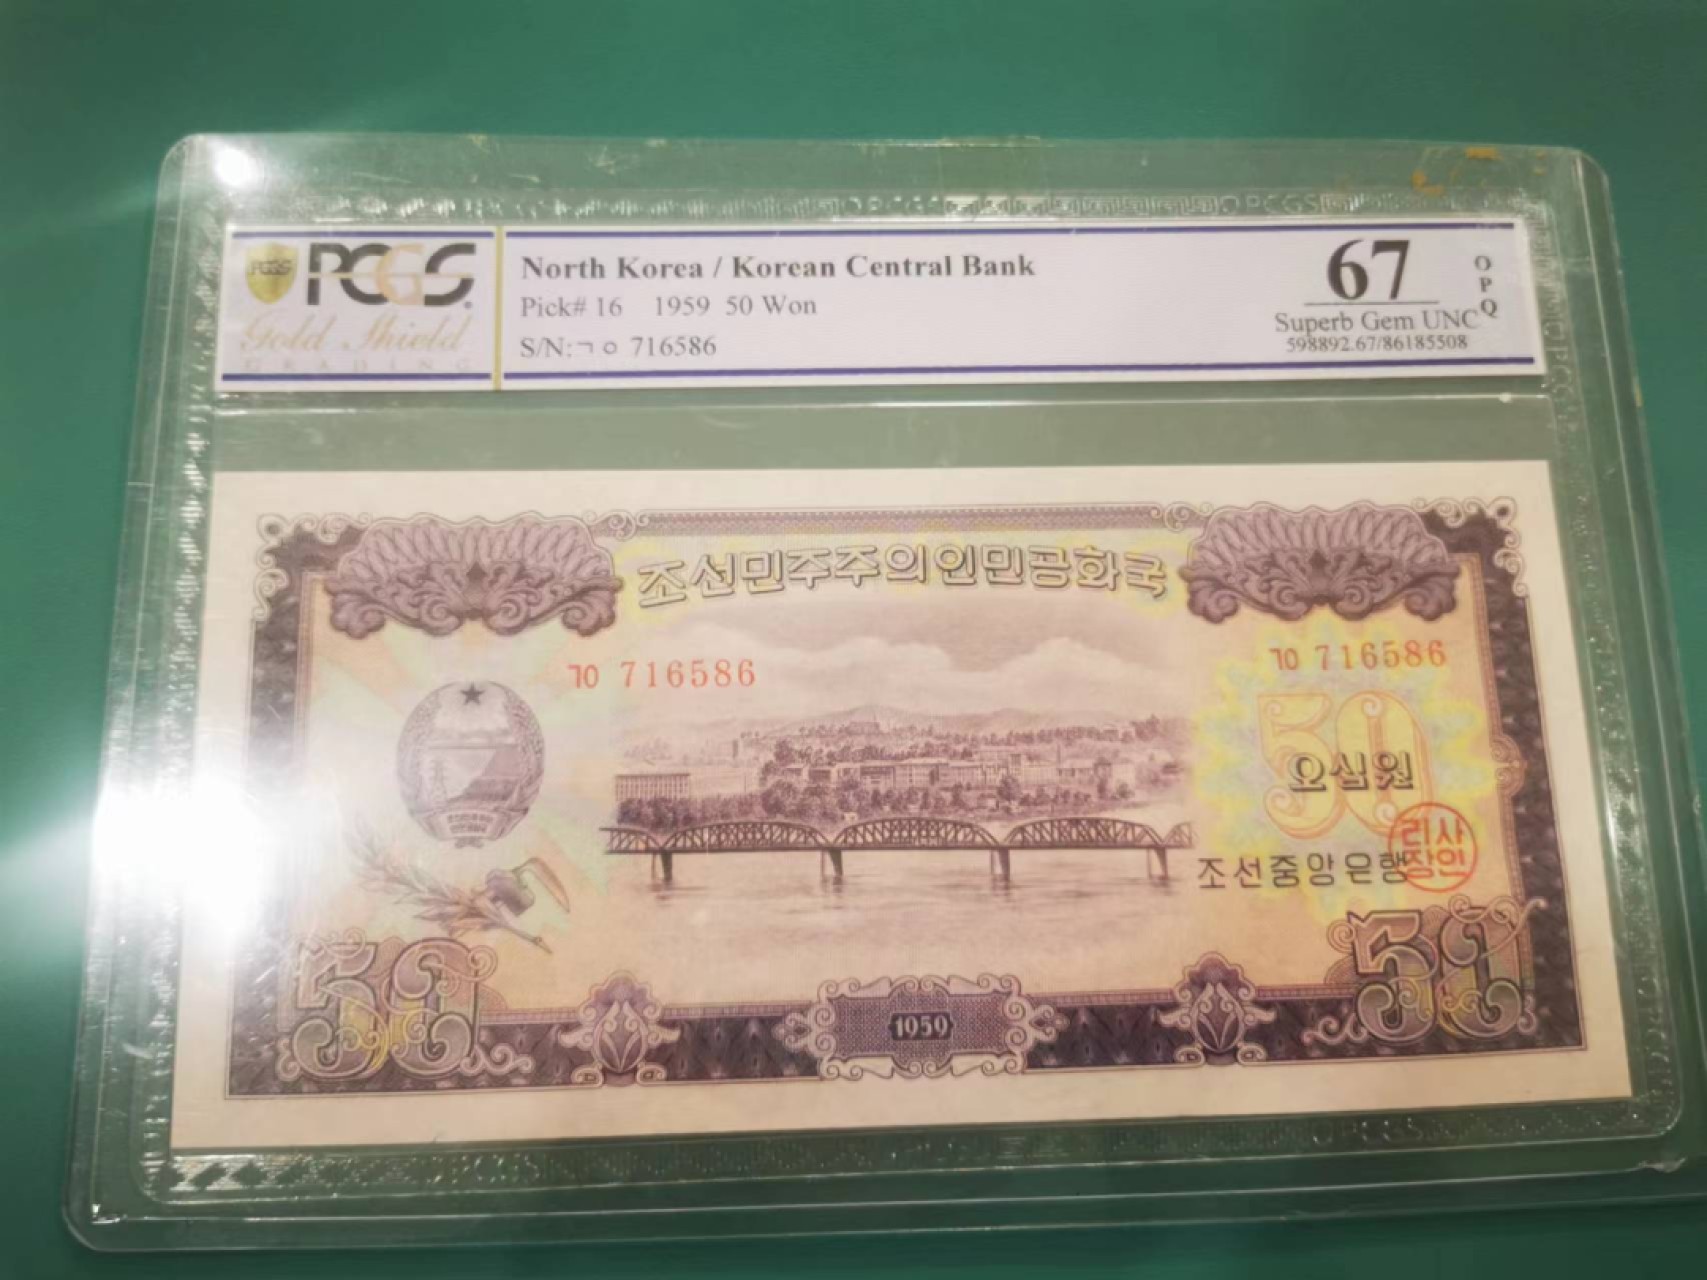 PCGS
PCGS
Gold Shield
GRADING
North Korea / Korean Central Bank
Pick# 16 1959 50 Won
S/N:ㄱㅇ 716586
67
OPQ
Superb Gem UNC
598892.67/86185508
조선민주주의인민공화국
ㄱㅇ 716586
ㄱㅇ 716586
50
오십원
조선중앙은행
리사
장인
50
1959
50